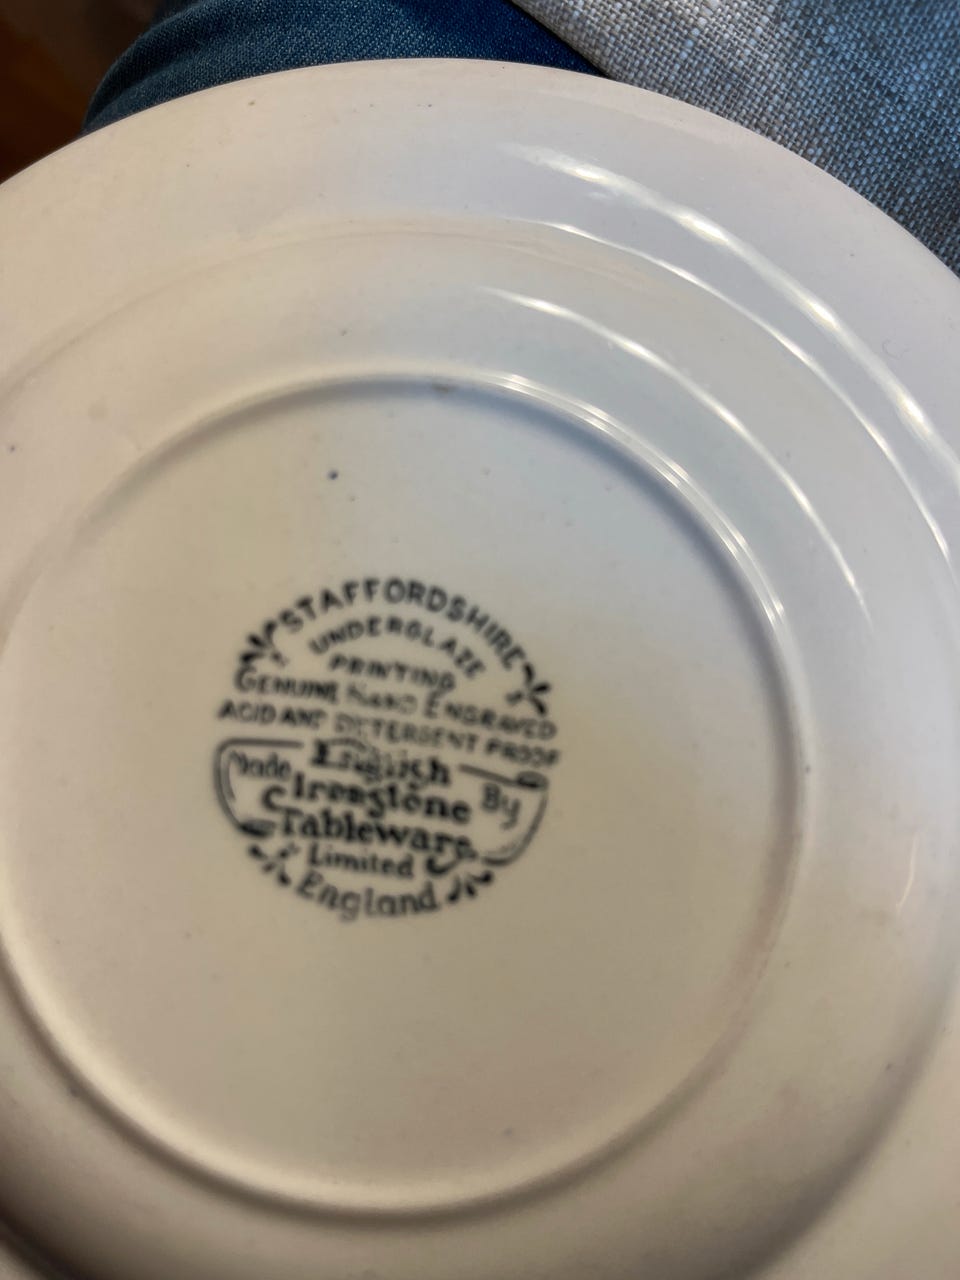 STAFFORDSHIRE
UNDERGLAZE
PRINTING
GENUINE HAND ENGRAVED
ACID AND DETERGENT PROOF
Made English By
Ironstone
Tableware
Limited
England